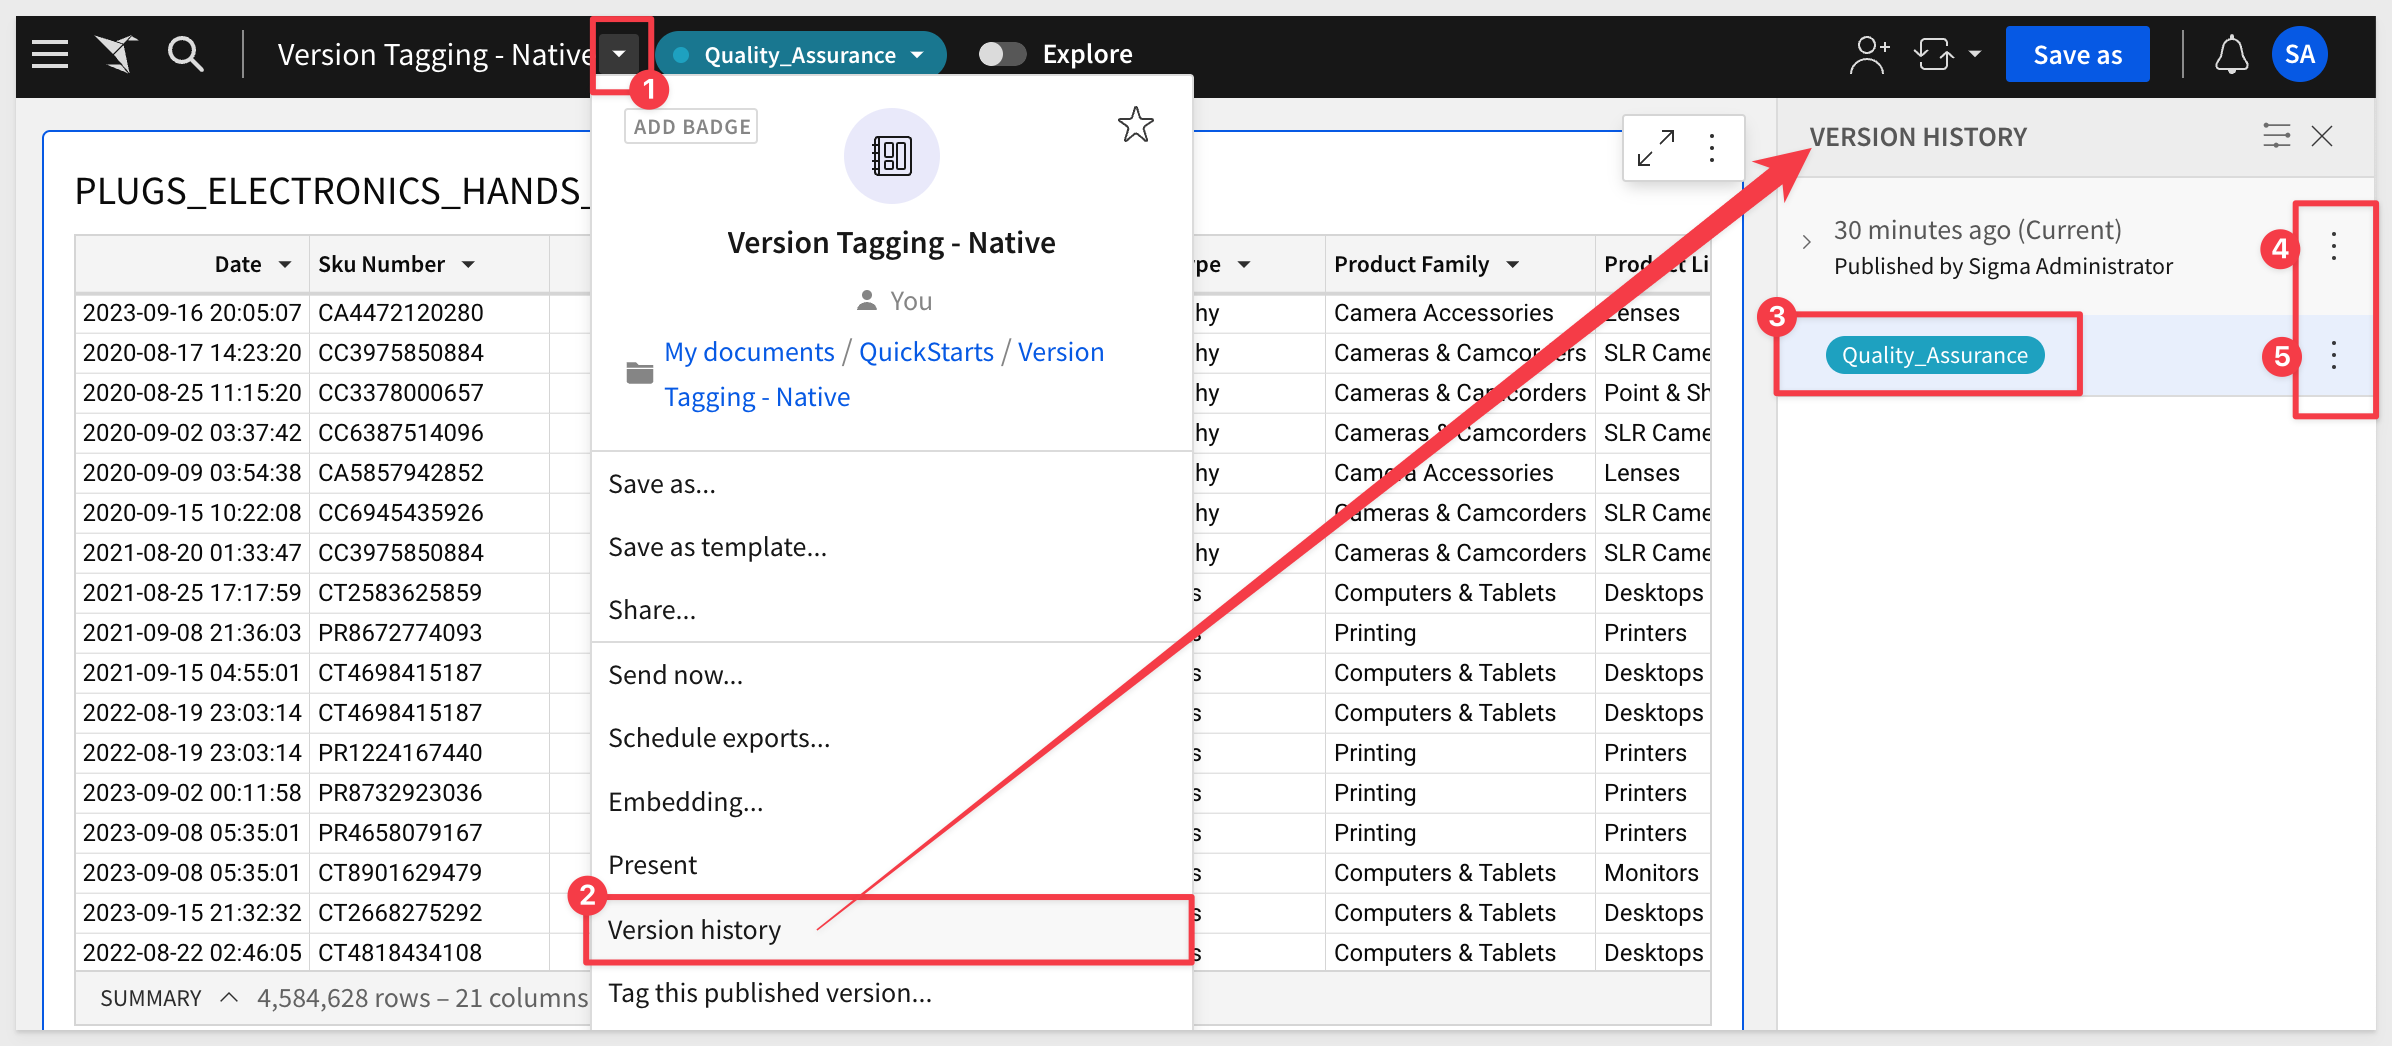 Version Tagging - Native
1
Quality_Assurance
Explore
Save as
SA
ADD BADGE
Version Tagging - Native
You
My documents / QuickStarts / Version
Tagging - Native
Save as...
Save as template...
Share...
Send now...
Schedule exports...
Embedding...
Present
2
Version history
Tag this published version...
PLUGS_ELECTRONICS_HANDS_
Date Sku Number ype Product Family Product Li
2023-09-16 20:05:07 CA4472120280 hy Camera Accessories Lenses
2020-08-17 14:23:20 CC3975850884 hy Cameras & Camcorders SLR Came
2020-08-25 11:15:20 CC3378000657 hy Cameras & Camcorders Point & Sh
2020-09-02 03:37:42 CC6387514096 hy Cameras & Camcorders SLR Came
2020-09-09 03:54:38 CA5857942852 hy Camera Accessories Lenses
2020-09-15 10:22:08 CC6945435926 hy Cameras & Camcorders SLR Came
2021-08-20 01:33:47 CC3975850884 hy Cameras & Camcorders SLR Came
2021-08-25 17:17:59 CT2583625859 s Computers & Tablets Desktops
2021-09-08 21:36:03 PR8672774093 s Printing Printers
2021-09-15 04:55:01 CT4698415187 s Computers & Tablets Desktops
2022-08-19 23:03:14 CT4698415187 s Computers & Tablets Desktops
2022-08-19 23:03:14 PR1224167440 s Printing Printers
2023-09-02 00:11:58 PR8732923036 s Printing Printers
2023-09-08 05:35:01 PR4658079167 s Printing Printers
2023-09-08 05:35:01 CT8901629479 s Computers & Tablets Monitors
2023-09-15 21:32:32 CT2668275292 s Computers & Tablets Desktops
2022-08-22 02:46:05 CT4818434108 s Computers & Tablets Desktops
SUMMARY 4,584,628 rows – 21 columns
VERSION HISTORY
30 minutes ago (Current)
Published by Sigma Administrator
4
3
Quality_Assurance
5